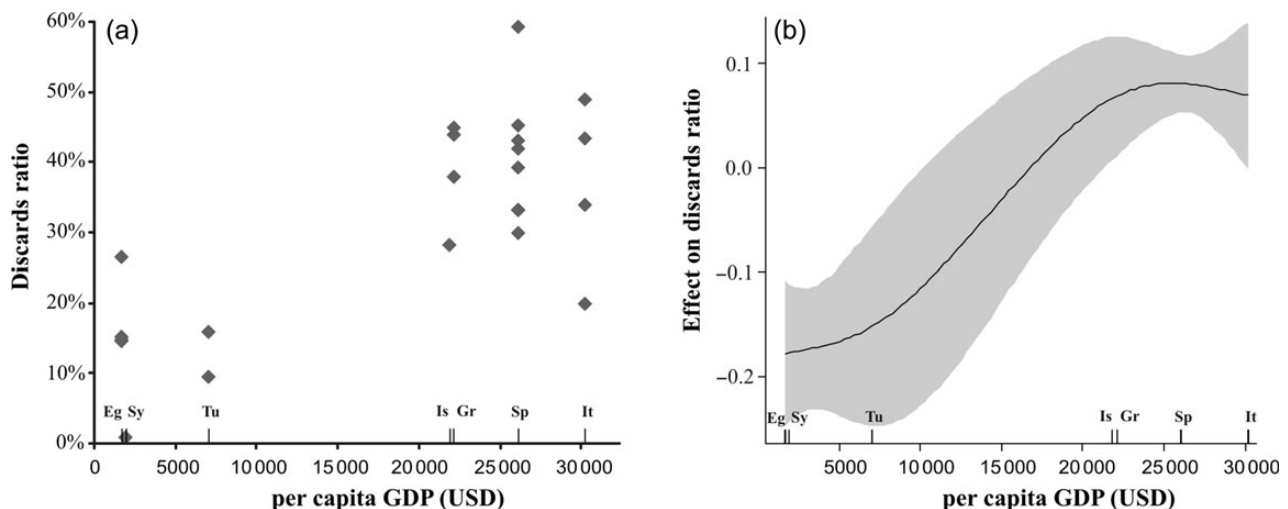 (a)
Discards ratio
60%
50%
40%
30%
20%
10%
0%
Eg Sy Tu Is Gr Sp It
0 5000 10 000 15 000 20 000 25 000 30 000
per capita GDP (USD)
(b)
Effect on discards ratio
0.1
0.0
−0.1
−0.2
Eg Sy Tu Is Gr Sp It
5000 10 000 15 000 20 000 25 000 30 000
per capita GDP (USD)